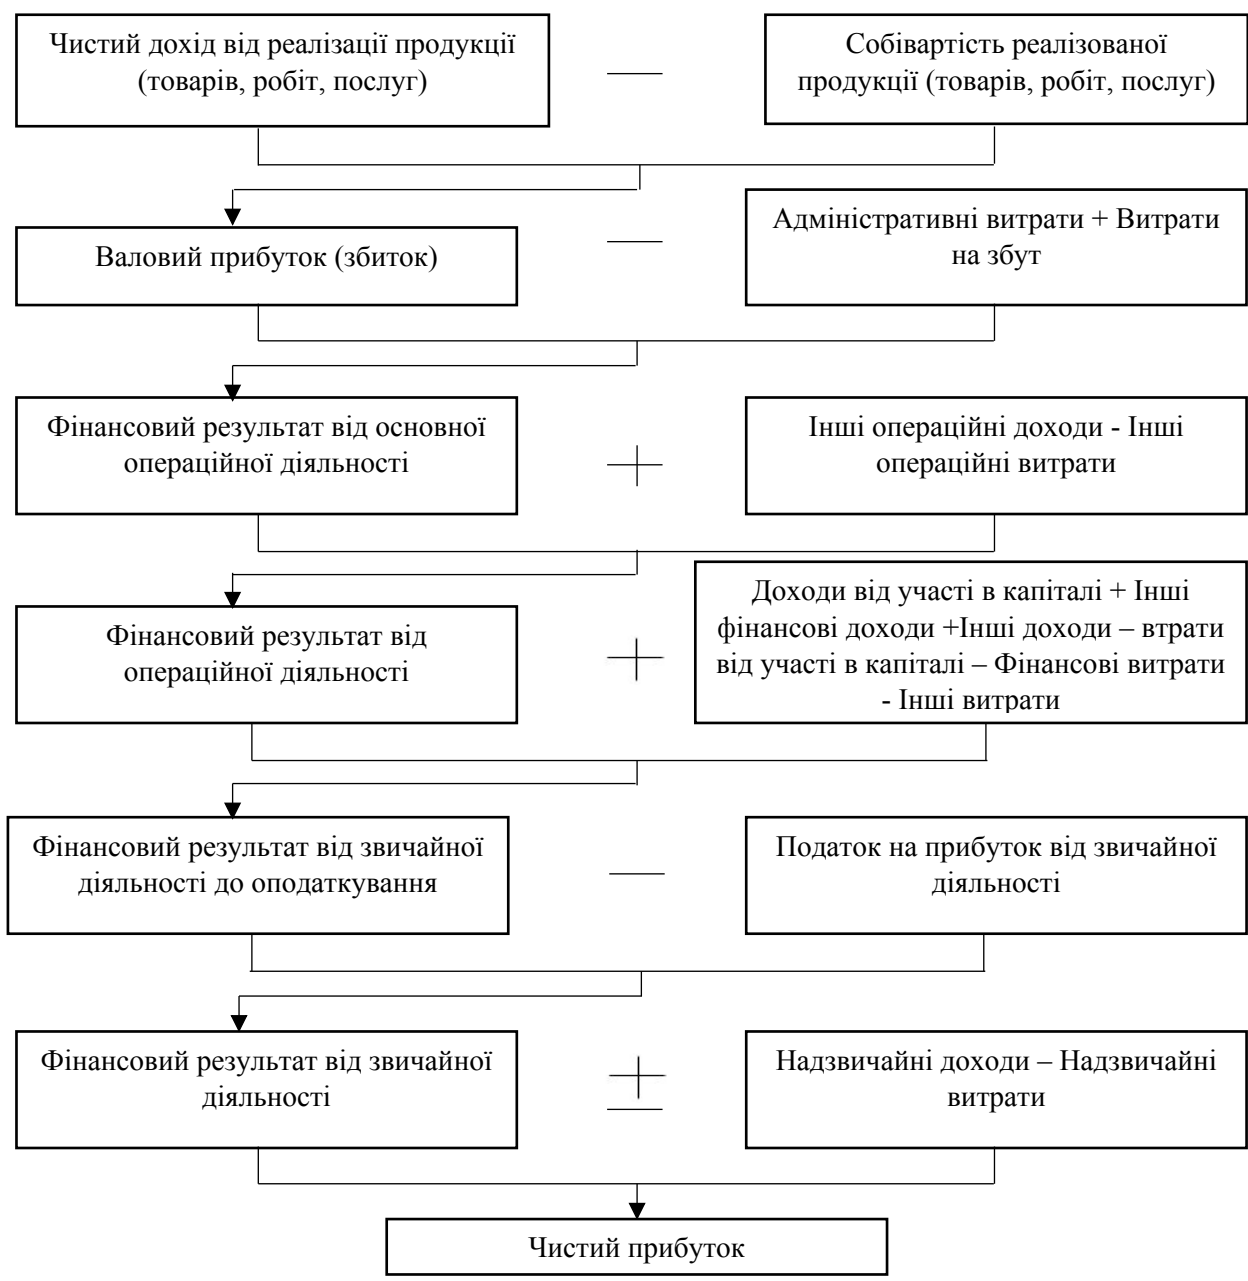 Чистий дохід від реалізації продукції
(товарів, робіт, послуг)
—
Собівартість реалізованої
продукції (товарів, робіт, послуг)
Валовий прибуток (збиток)
—
Адміністративні витрати + Витрати
на збут
Фінансовий результат від основної
операційної діяльності
+
Інші операційні доходи - Інші
операційні витрати
Фінансовий результат від
операційної діяльності
+
Доходи від участі в капіталі + Інші
фінансові доходи +Інші доходи – втрати
від участі в капіталі – Фінансові витрати
- Інші витрати
Фінансовий результат від звичайної
діяльності до оподаткування
—
Податок на прибуток від звичайної
діяльності
Фінансовий результат від звичайної
діяльності
±
Надзвичайні доходи – Надзвичайні
витрати
Чистий прибуток